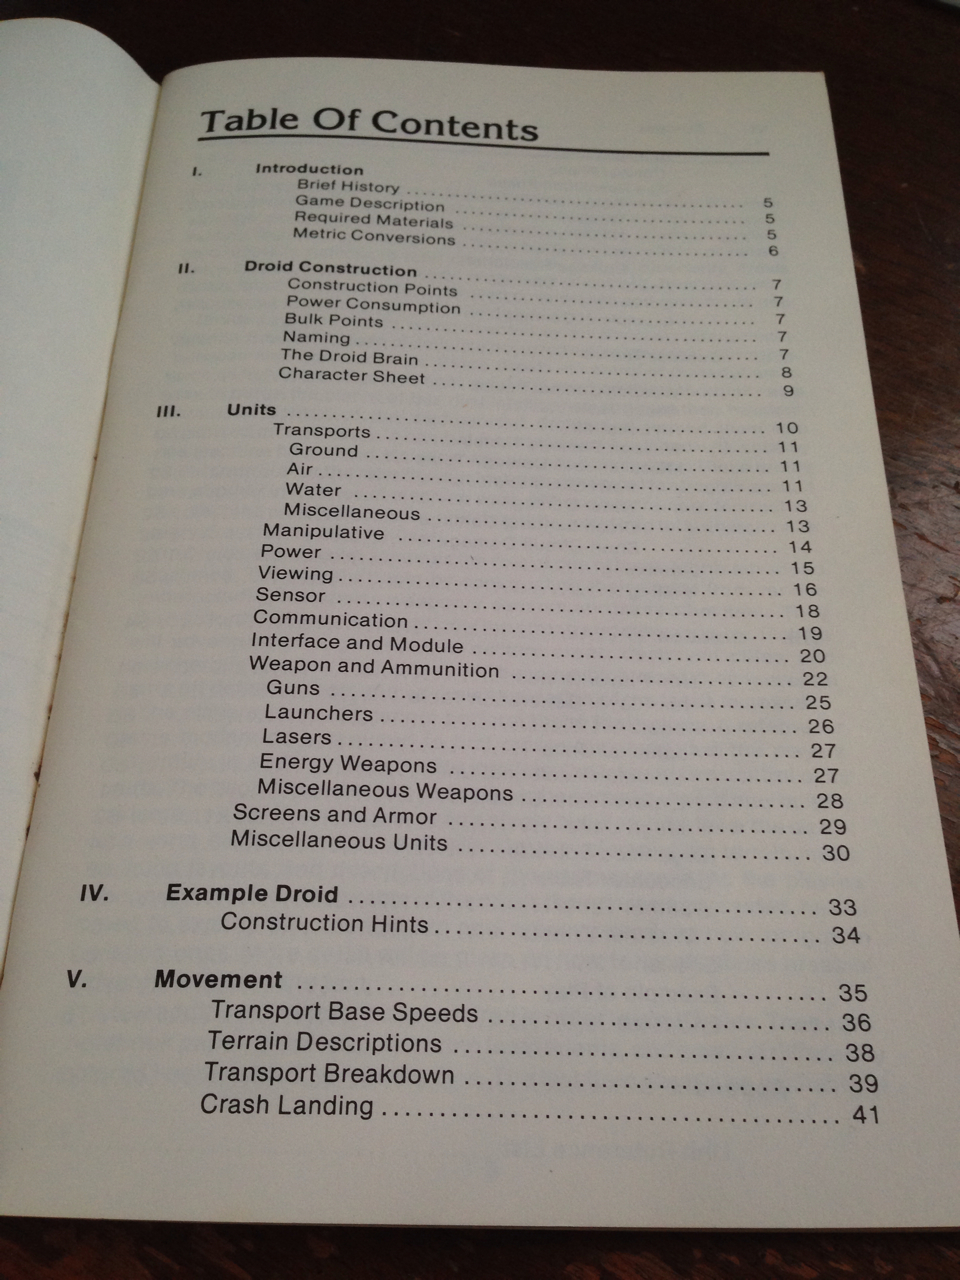 Table Of Contents
I. Introduction
Brief History ........................................ 5
Game Description ........................................ 5
Required Materials ........................................ 5
Metric Conversions ........................................ 6
II. Droid Construction ........................................ 7
Construction Points ........................................ 7
Power Consumption ........................................ 7
Bulk Points ........................................ 7
Naming ........................................ 7
The Droid Brain ........................................ 8
Character Sheet ........................................ 9
III. Units ........................................ 10
Transports ........................................ 11
Ground ........................................ 11
Air ........................................ 11
Water ........................................ 13
Miscellaneous ........................................ 13
Manipulative ........................................ 14
Power ........................................ 15
Viewing ........................................ 16
Sensor ........................................ 18
Communication ........................................ 19
Interface and Module ........................................ 20
Weapon and Ammunition ........................................ 22
Guns ........................................ 25
Launchers ........................................ 26
Lasers ........................................ 27
Energy Weapons ........................................ 27
Miscellaneous Weapons ........................................ 28
Screens and Armor ........................................ 29
Miscellaneous Units ........................................ 30
IV. Example Droid ........................................ 33
Construction Hints ........................................ 34
V. Movement ........................................ 35
Transport Base Speeds ........................................ 36
Terrain Descriptions ........................................ 38
Transport Breakdown ........................................ 39
Crash Landing ........................................ 41